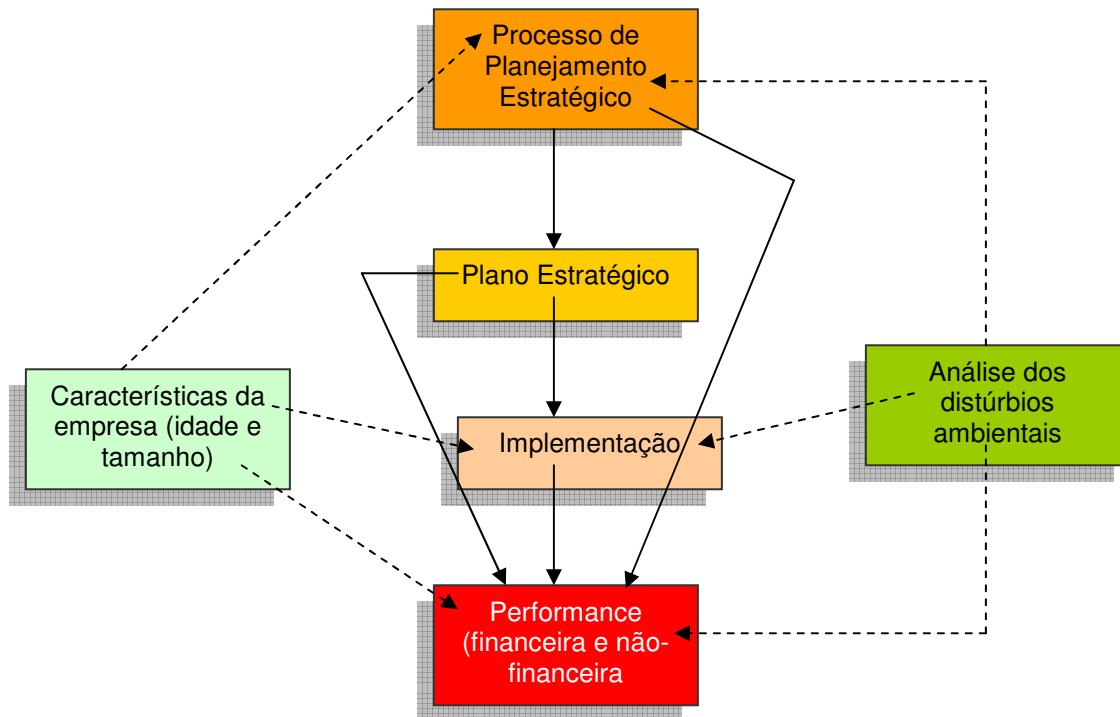 Processo de
Planejamento
Estratégico
Plano Estratégico
Características da
empresa (idade e
tamanho)
Implementação
Análise dos
distúrbios
ambientais
Performance
(financeira e não-
financeira